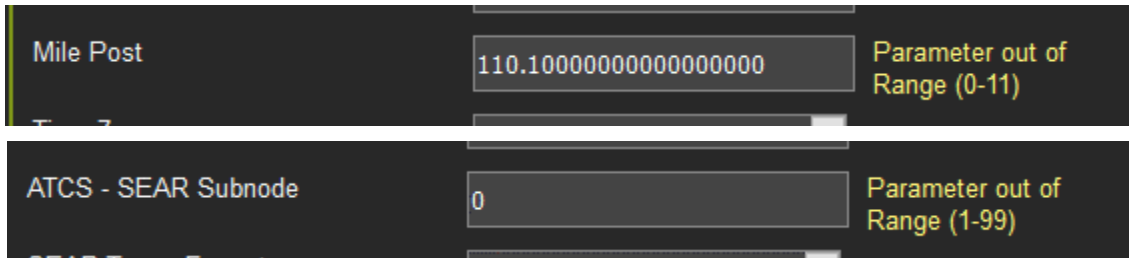 Mile Post
110.10000000000000000
Parameter out of
Range (0-11)
ATCS - SEAR Subnode
0
Parameter out of
Range (1-99)